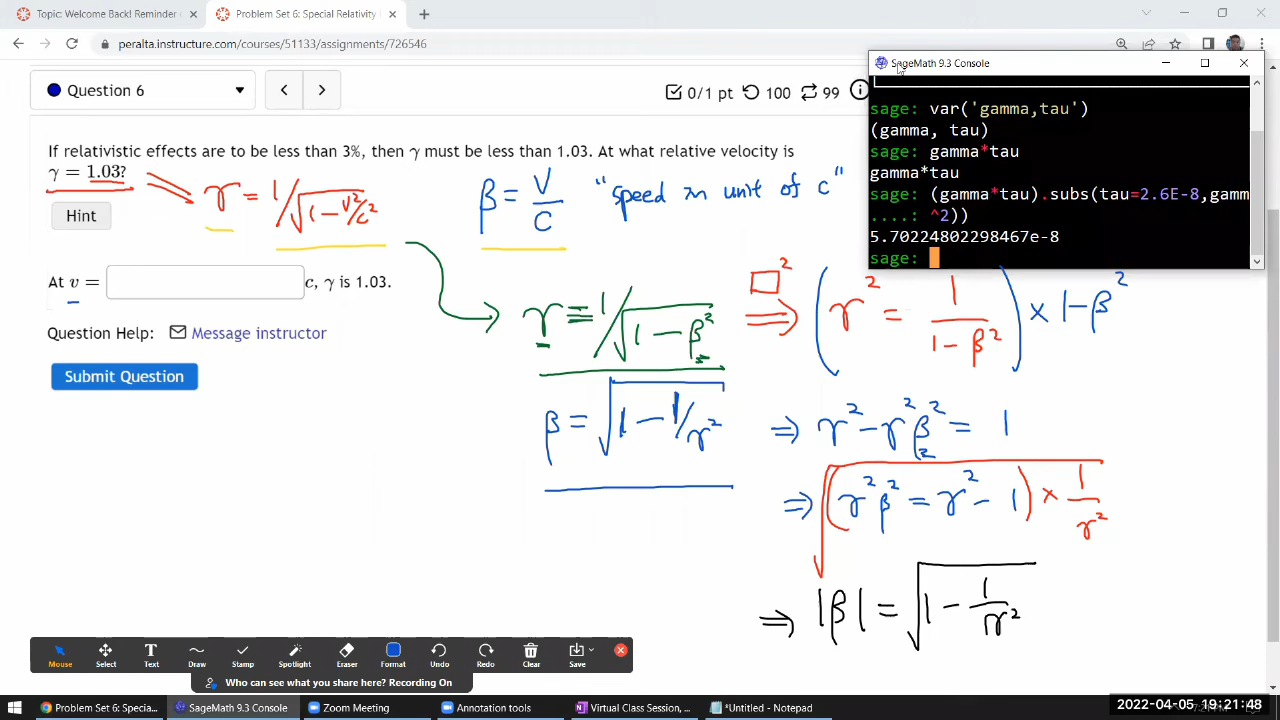 Topic: Welcome Back! Reminder
Problem Set 6: Special Relativity
peralta.instructure.com/courses/51133/assignments/726546
Question 6
0/1 pt 100 99
SageMath 9.3 Console
sage: var('gamma,tau')
(gamma, tau)
sage: gamma*tau
gamma*tau
sage: (gamma*tau).subs(tau=2.6E-8,gamm
....: ^2))
5.70224802298467e-8
sage:
If relativistic effects are to be less than 3%, then γ must be less than 1.03. At what relative velocity is
γ = 1.03?
γ = 1/√(1-v²/c²)
β = v/c "speed in unit of c"
Hint
At v = c, γ is 1.03.
γ = 1/√(1-β²) ⇒ (γ² = 1/(1-β²)) × 1-β²
□²
Question Help: Message instructor
Submit Question
β = √(1-1/γ²)
⇒ γ² - γ²β² = 1
⇒ √(γ²β² = γ² - 1) × 1/γ²
⇒ |β| = √(1 - 1/γ²)
Mouse Select Text Draw Stamp Spotlight Eraser Format Undo Redo Clear Save
Who can see what you share here? Recording On
Problem Set 6: Specia... SageMath 9.3 Console Zoom Meeting Annotation tools Virtual Class Session, ... *Untitled - Notepad
2022-04-05 19:21:48